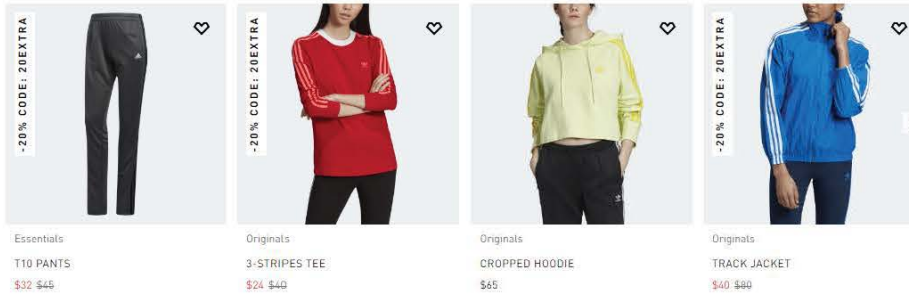 -20% CODE: 20EXTRA
Essentials
T10 PANTS
$32 $45
-20% CODE: 20EXTRA
Originals
3-STRIPES TEE
$24 $40
Originals
CROPPED HOODIE
$65
-20% CODE: 20EXTRA
Originals
TRACK JACKET
$40 $80